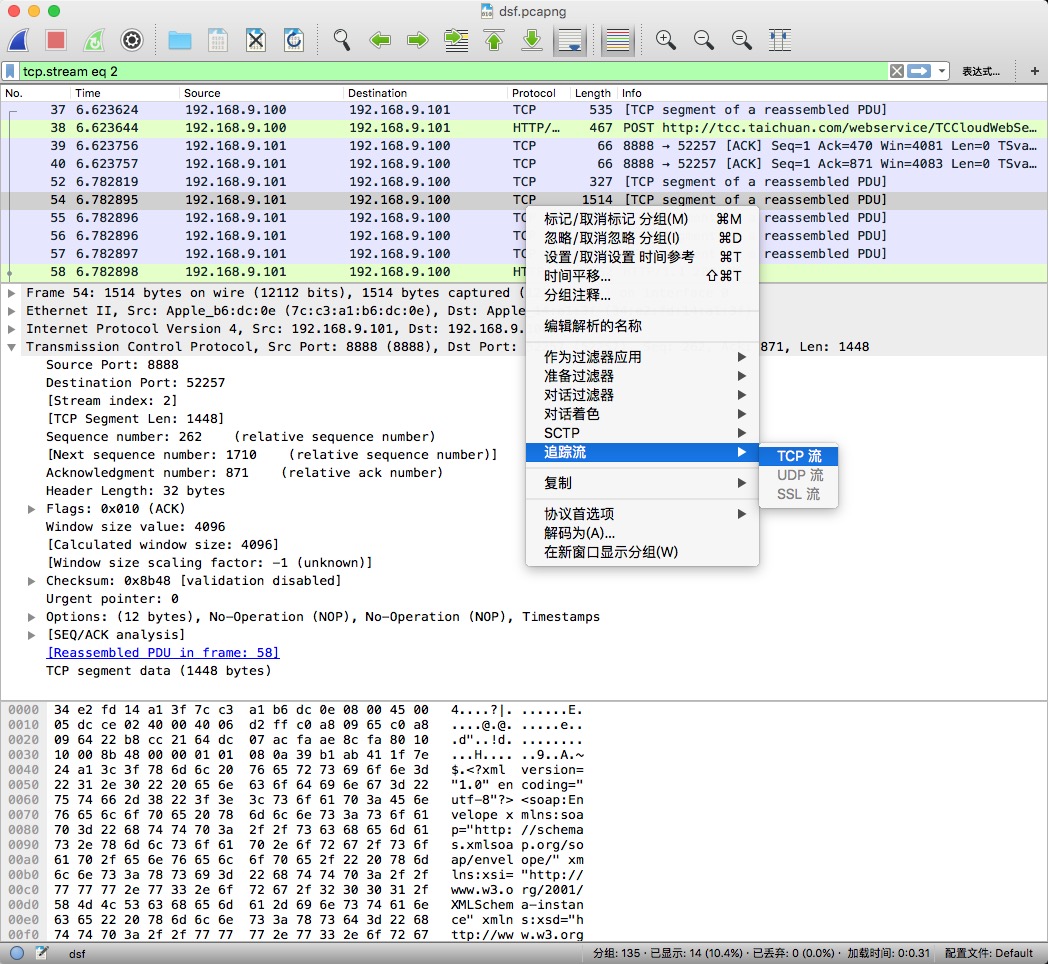 dsf.pcapng
tcp.stream eq 2
表达式…
+
No. Time Source Destination Protocol Length Info
37 6.623624 192.168.9.100 192.168.9.101 TCP 535 [TCP segment of a reassembled PDU]
38 6.623644 192.168.9.100 192.168.9.101 HTTP/… 467 POST http://tcc.taichuan.com/webservice/TCCloudWebSe…
39 6.623756 192.168.9.101 192.168.9.100 TCP 66 8888 → 52257 [ACK] Seq=1 Ack=470 Win=4081 Len=0 TSva…
40 6.623757 192.168.9.101 192.168.9.100 TCP 66 8888 → 52257 [ACK] Seq=1 Ack=871 Win=4083 Len=0 TSva…
52 6.782819 192.168.9.101 192.168.9.100 TCP 327 [TCP segment of a reassembled PDU]
54 6.782895 192.168.9.101 192.168.9.100 TCP 1514 [TCP segment of a reassembled PDU]
55 6.782896 192.168.9.101 192.168.9.100 TC f a reassembled PDU]
56 6.782896 192.168.9.101 192.168.9.100 TC f a reassembled PDU]
57 6.782897 192.168.9.101 192.168.9.100 TC f a reassembled PDU]
58 6.782898 192.168.9.101 192.168.9.100 HT
标记/取消标记 分组(M) ⌘M
忽略/取消忽略 分组(I) ⌘D
设置/取消设置 时间参考 ⌘T
时间平移… ⇧⌘T
分组注释…
编辑解析的名称
作为过滤器应用
准备过滤器
对话过滤器
对话着色
SCTP
追踪流
复制
协议首选项
解码为(A)…
在新窗口显示分组(W)
TCP 流
UDP 流
SSL 流
Frame 54: 1514 bytes on wire (12112 bits), 1514 bytes captured (
Ethernet II, Src: Apple_b6:dc:0e (7c:c3:a1:b6:dc:0e), Dst: Apple
Internet Protocol Version 4, Src: 192.168.9.101, Dst: 192.168.9.
Transmission Control Protocol, Src Port: 8888 (8888), Dst Port: 871, Len: 1448
Source Port: 8888
Destination Port: 52257
[Stream index: 2]
[TCP Segment Len: 1448]
Sequence number: 262 (relative sequence number)
[Next sequence number: 1710 (relative sequence number)]
Acknowledgment number: 871 (relative ack number)
Header Length: 32 bytes
Flags: 0x010 (ACK)
Window size value: 4096
[Calculated window size: 4096]
[Window size scaling factor: -1 (unknown)]
Checksum: 0x8b48 [validation disabled]
Urgent pointer: 0
Options: (12 bytes), No-Operation (NOP), No-Operation (NOP), Timestamps
[SEQ/ACK analysis]
[Reassembled PDU in frame: 58]
TCP segment data (1448 bytes)
0000 34 e2 fd 14 a1 3f 7c c3 a1 b6 dc 0e 08 00 45 00 4....?|. ......E.
0010 05 dc ce 02 40 00 40 06 d2 ff c0 a8 09 65 c0 a8 ....@.@. .....e..
0020 09 64 22 b8 cc 21 64 dc 07 ac fa ae 8c fa 80 10 .d"..!d. ........
0030 10 00 8b 48 00 00 01 01 08 0a 39 b1 ab 41 1f 7e ...H.... ..9..A.~
0040 24 a1 3c 3f 78 6d 6c 20 76 65 72 73 69 6f 6e 3d $.<?xml version=
0050 22 31 2e 30 22 20 65 6e 63 6f 64 69 6e 67 3d 22 "1.0" en coding="
0060 75 74 66 2d 38 22 3f 3e 3c 73 6f 61 70 3a 45 6e utf-8"?> <soap:En
0070 76 65 6c 6f 70 65 20 78 6d 6c 6e 73 3a 73 6f 61 velope x mlns:soa
0080 70 3d 22 68 74 74 70 3a 2f 2f 73 63 68 65 6d 61 p="http: //schema
0090 73 2e 78 6d 6c 73 6f 61 70 2e 6f 72 67 2f 73 6f s.xmlsoa p.org/so
00a0 61 70 2f 65 6e 76 65 6c 6f 70 65 2f 22 20 78 6d ap/envel ope/" xm
00b0 6c 6e 73 3a 78 73 69 3d 22 68 74 74 70 3a 2f 2f lns:xsi= "http://
00c0 77 77 77 2e 77 33 2e 6f 72 67 2f 32 30 30 31 2f www.w3.o rg/2001/
00d0 58 4d 4c 53 63 68 65 6d 61 2d 69 6e 73 74 61 6e XMLSchem a-instan
00e0 63 65 22 20 78 6d 6c 6e 73 3a 78 73 64 3d 22 68 ce" xmln s:xsd="h
00f0 74 74 70 3a 2f 2f 77 77 77 2e 77 33 2e 6f 72 67 ttp://ww w.w3.org
dsf 分组: 135 · 已显示: 14 (10.4%) · 已丢弃: 0 (0.0%) · 加载时间: 0:0.31 配置文件: Default